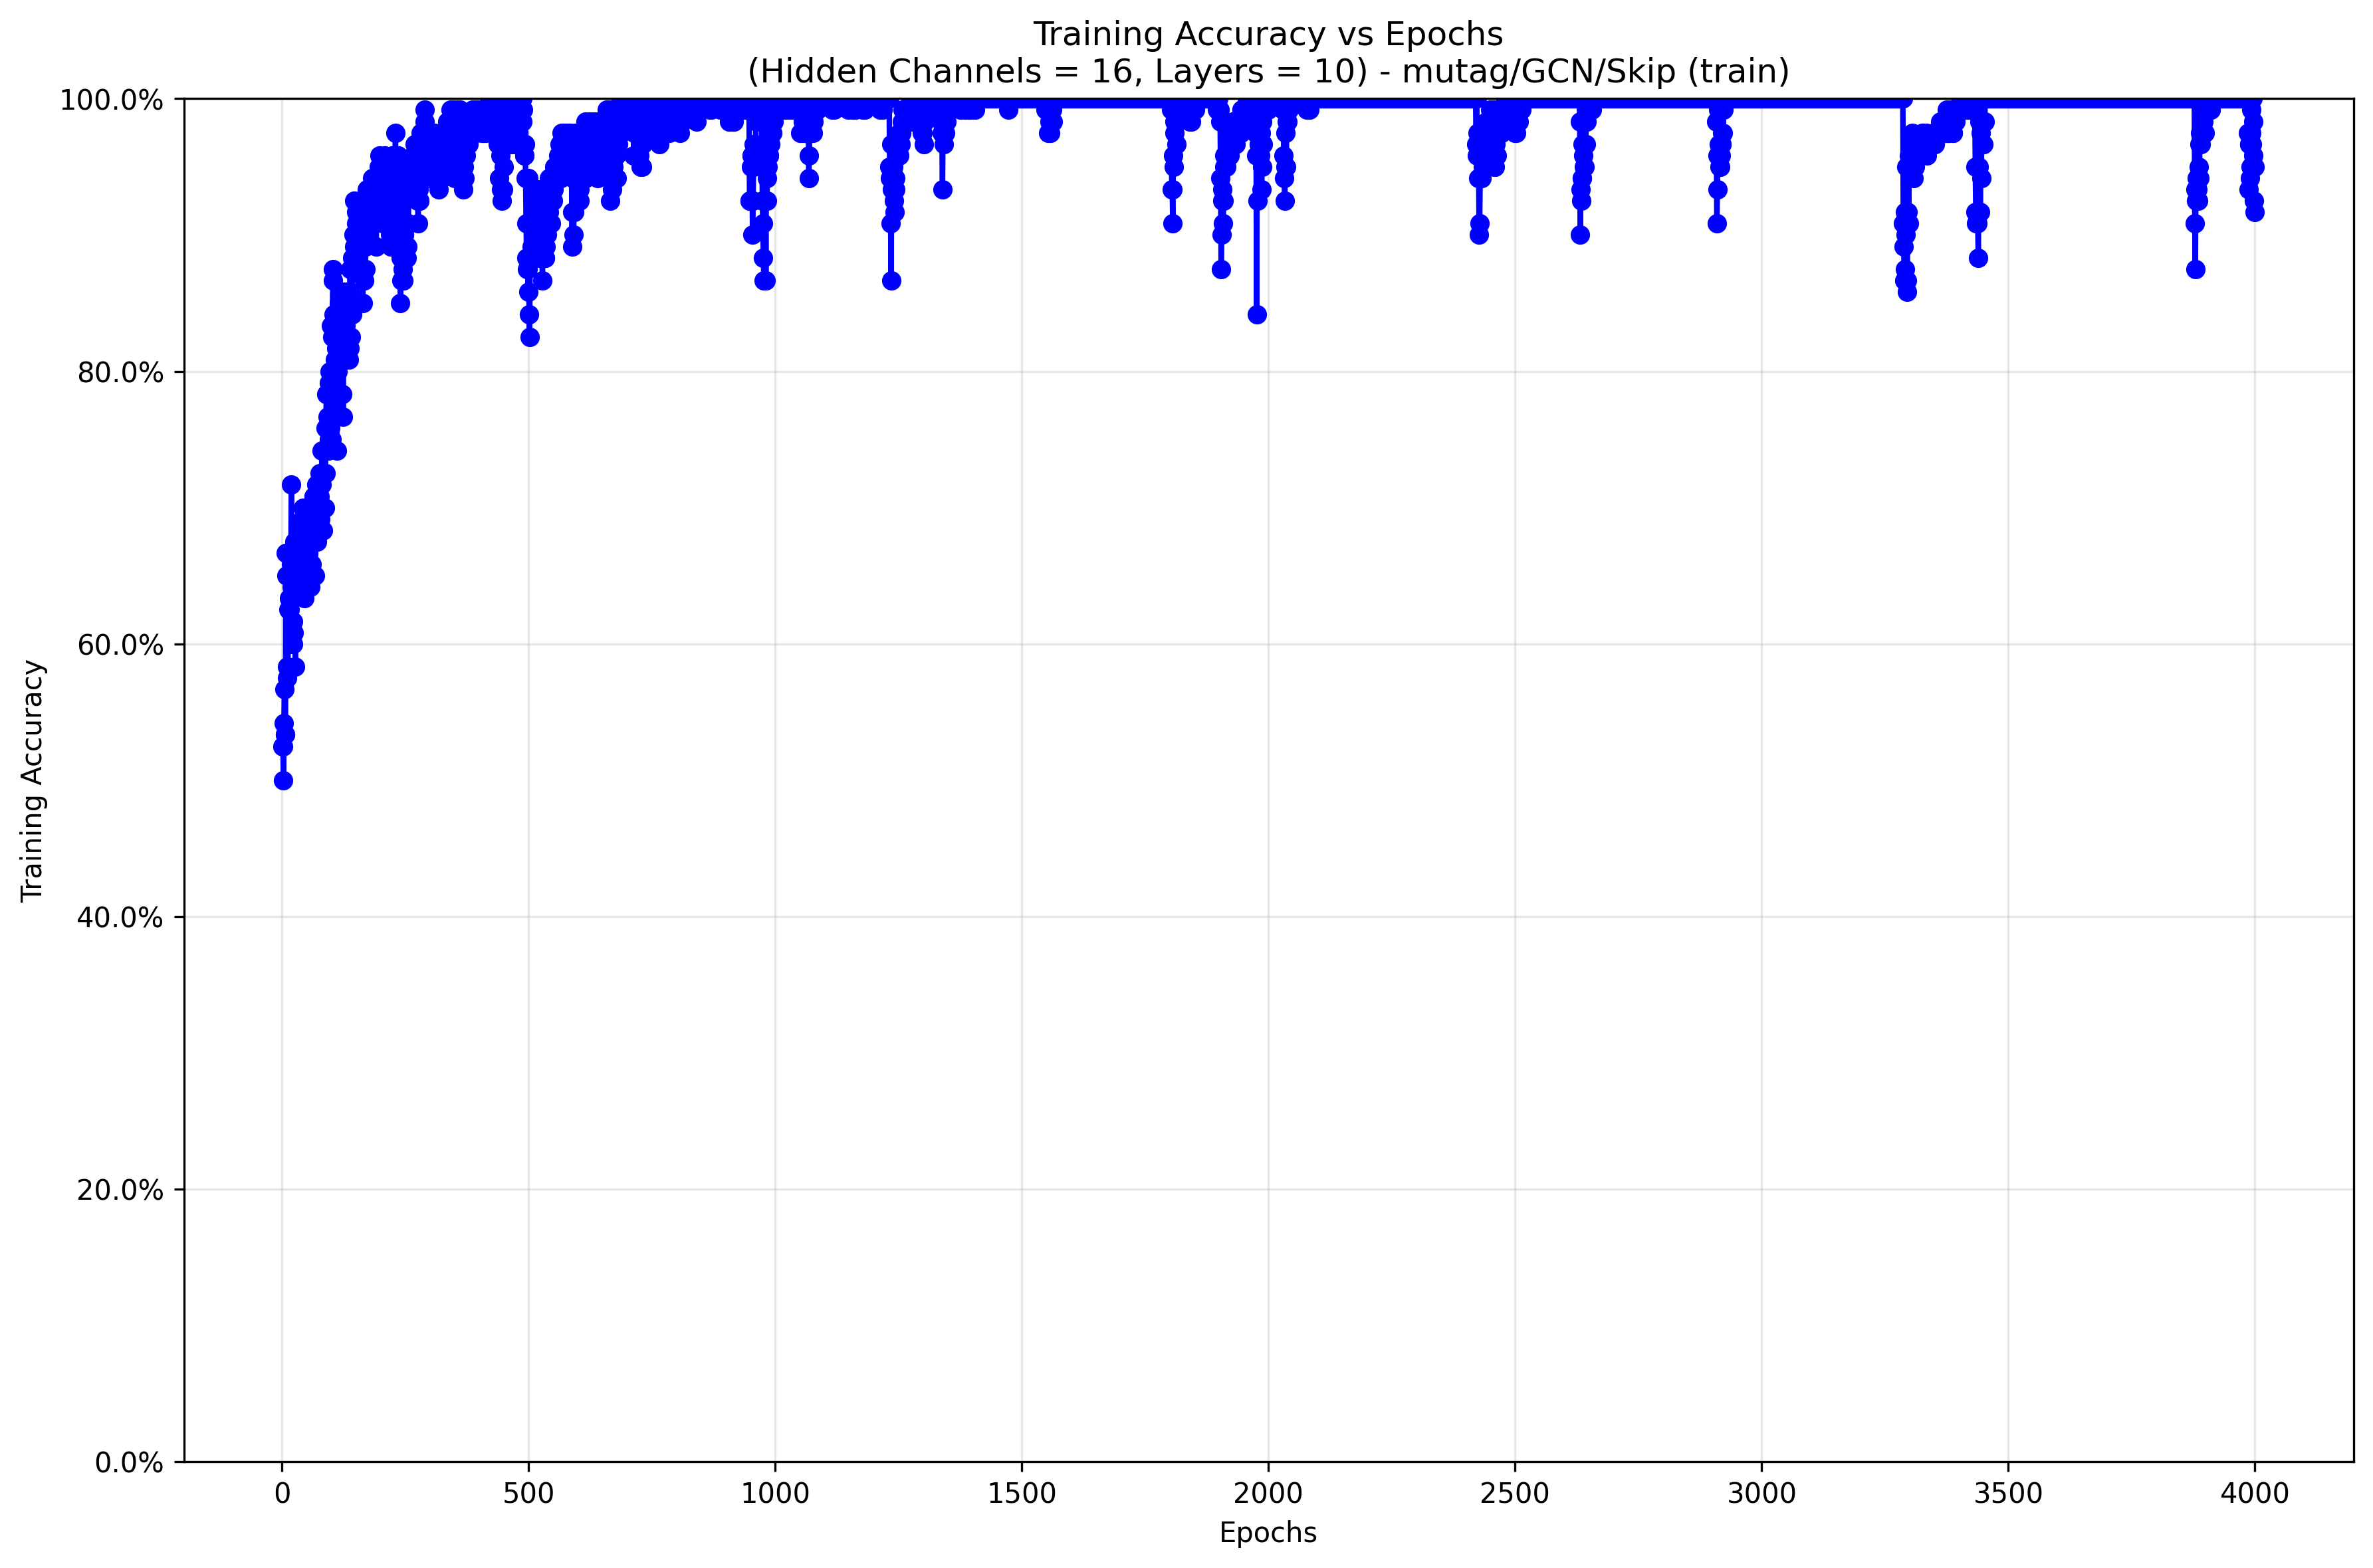 Training Accuracy vs Epochs
(Hidden Channels = 16, Layers = 10) - mutag/GCN/Skip (train)
100.0%
80.0%
60.0%
40.0%
20.0%
0.0%
Training Accuracy
0 500 1000 1500 2000 2500 3000 3500 4000
Epochs